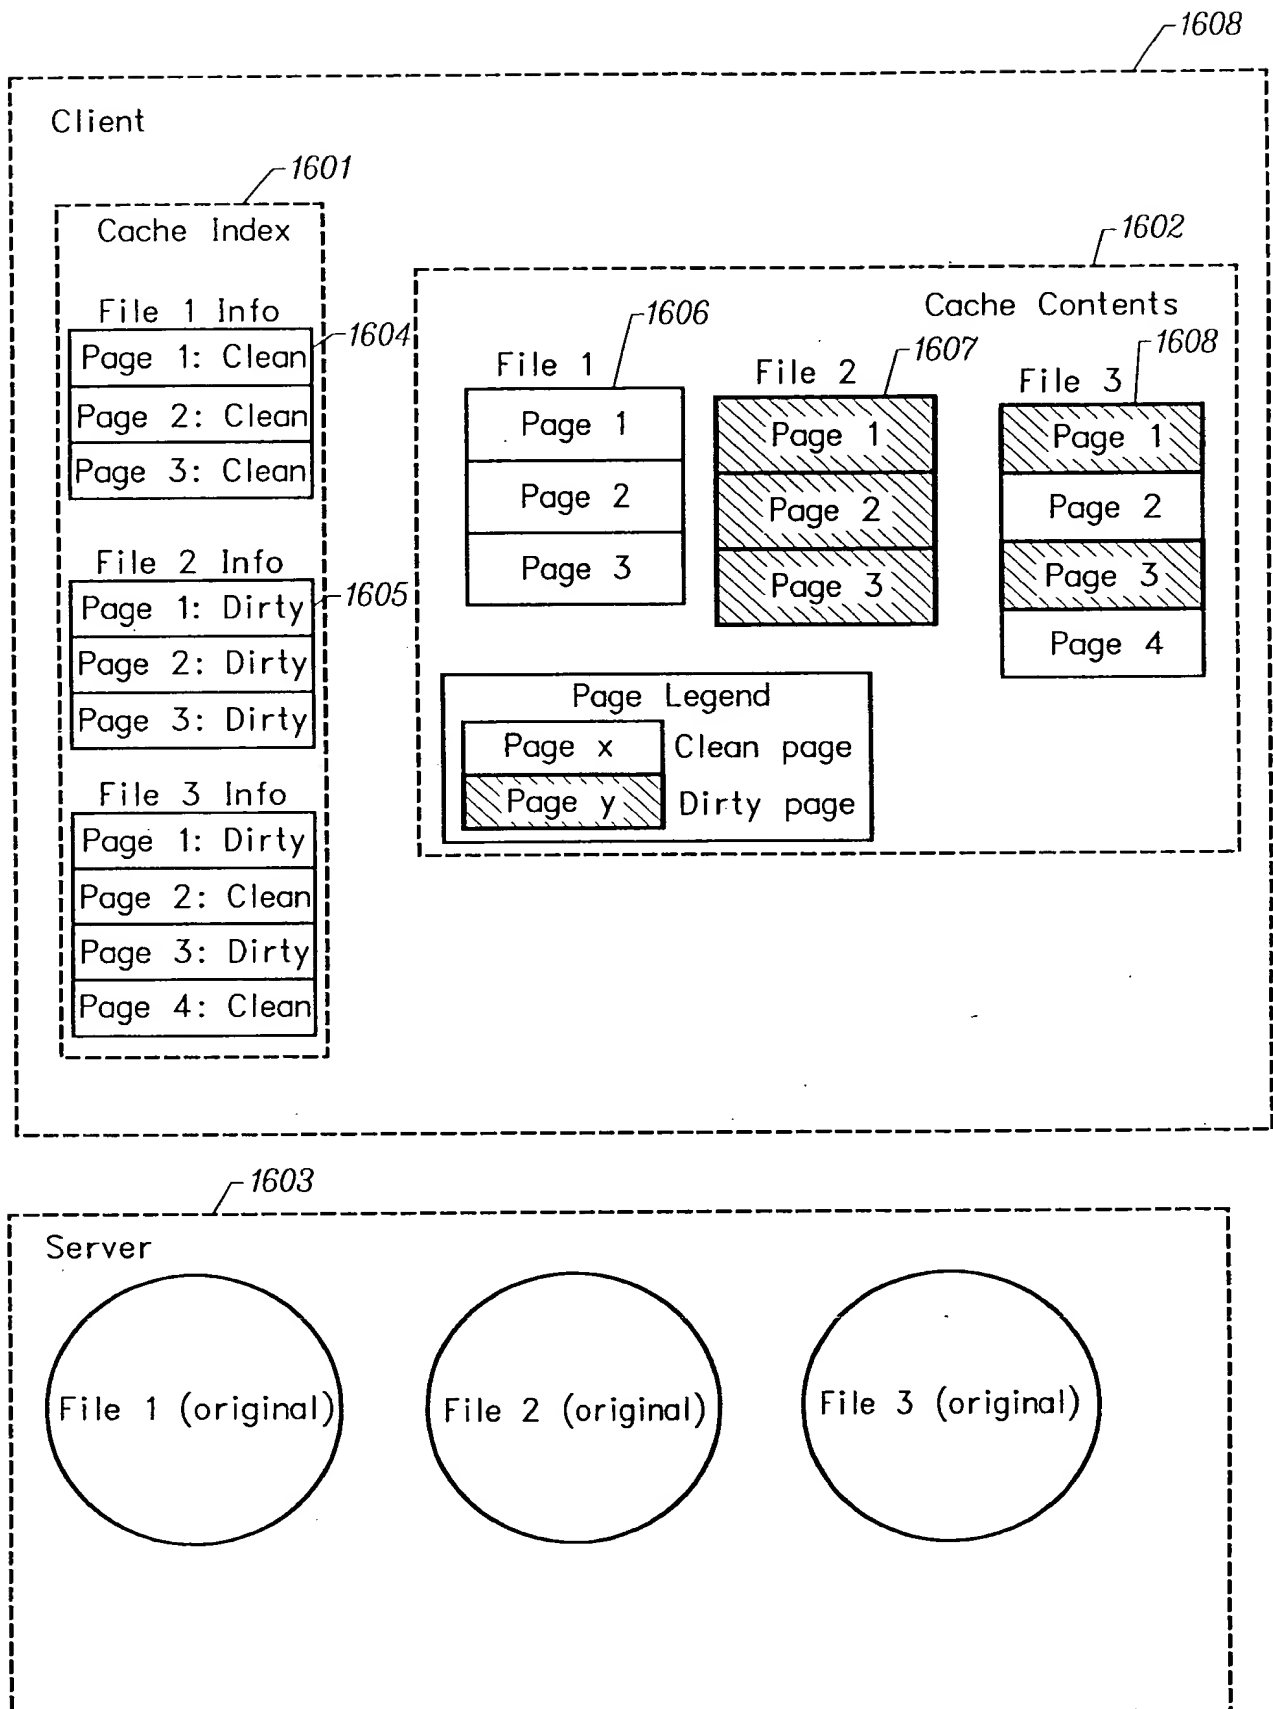 1608
Client
1601
Cache Index
File 1 Info
Page 1: Clean
1604
Page 2: Clean
Page 3: Clean
File 2 Info
Page 1: Dirty
1605
Page 2: Dirty
Page 3: Dirty
File 3 Info
Page 1: Dirty
Page 2: Clean
Page 3: Dirty
Page 4: Clean
1602
Cache Contents
1606
File 1
Page 1
Page 2
Page 3
1607
File 2
Page 1
Page 2
Page 3
1608
File 3
Page 1
Page 2
Page 3
Page 4
Page Legend
Page x Clean page
Page y Dirty page
1603
Server
File 1 (original)
File 2 (original)
File 3 (original)